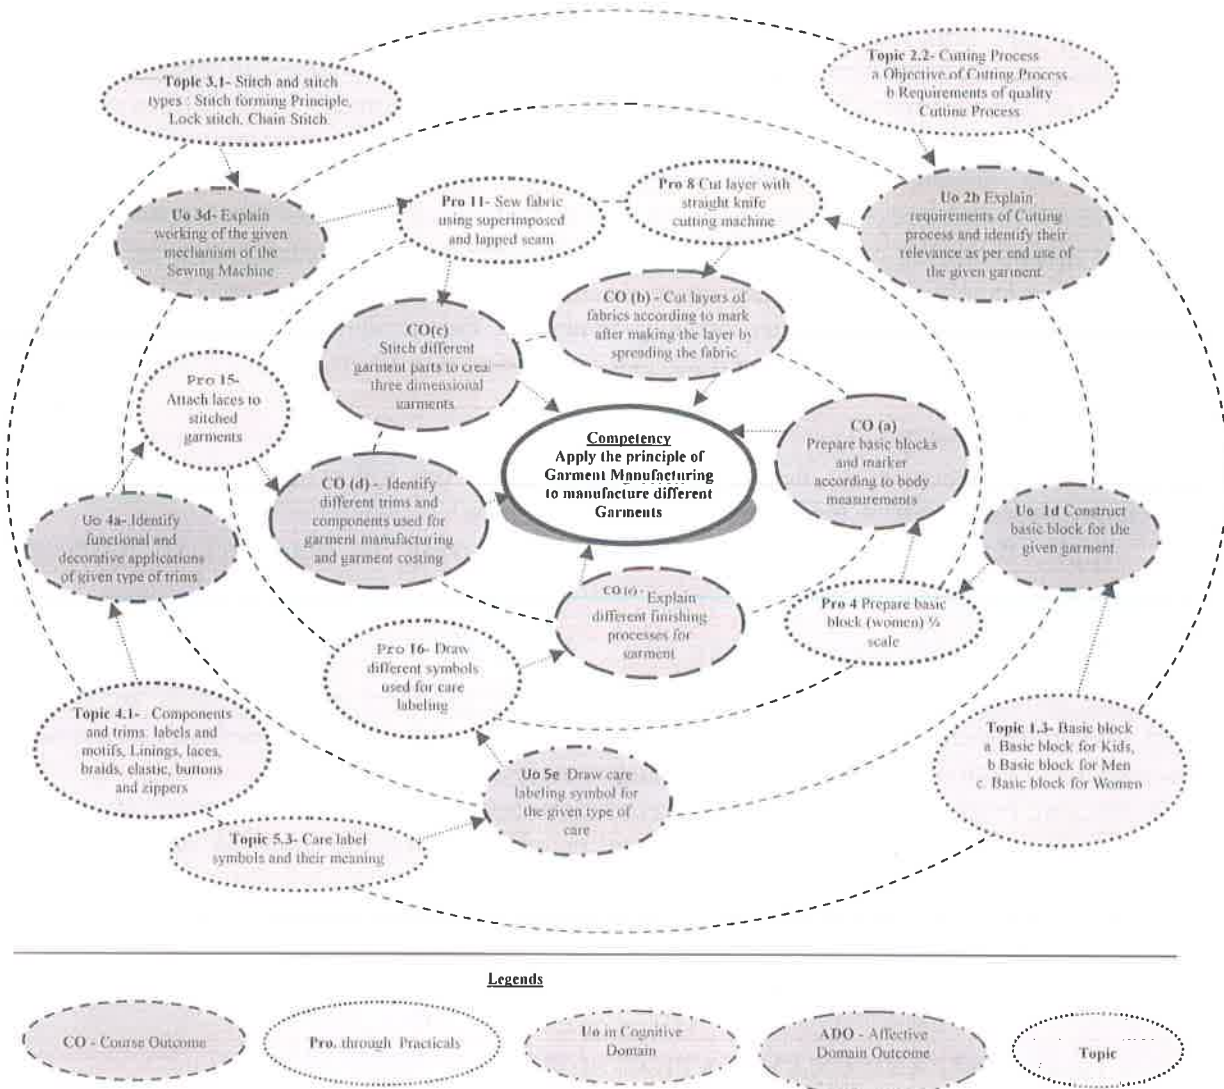 Topic 3.1- Stitch and stitch
types : Stitch forming Principle,
Lock stitch, Chain Stitch
Topic 2.2- Cutting Process
a Objective of Cutting Process
b Requirements of quality
Cutting Process
Uo 3d- Explain
working of the given
mechanism of the
Sewing Machine
Pro 11- Sew fabric
using superimposed
and lapped seam
Pro 8 Cut layer with
straight knife
cutting machine
Uo 2b Explain
requirements of Cutting
process and identify their
relevance as per end use of
the given garment
CO(c)
Stitch different
garment parts to crea
three dimensional
garments
CO (b) - Cut layers of
fabrics according to mark
after making the layer by
spreading the fabric
Pro 15-
Attach laces to
stitched
garments
Competency
Apply the principle of
Garment Manufacturing
to manufacture different
Garments
CO (a)
Prepare basic blocks
and marker
according to body
measurements
CO (d) - Identify
different trims and
components used for
garment manufacturing
and garment costing
Uo 4a- Identify
functional and
decorative applications
of given type of trims
Uo 1d Construct
basic block for the
given garment
CO (e) - Explain
different finishing
processes for
garment
Pro 4 Prepare basic
block (women)
scale
Pro 16- Draw
different symbols
used for care
labeling
Topic 4.1- Components
and trims labels and
motifs, Linings, laces,
braids, elastic, buttons
and zippers
Uo 5e Draw care
labeling symbol for
the given type of
care
Topic 1.3- Basic block
a. Basic block for Kids,
b Basic block for Men
c. Basic block for Women
Topic 5.3- Care label
symbols and their meaning
Legends
CO - Course Outcome
Pro. through Practicals
Uo in Cognitive
Domain
ADO - Affective
Domain Outcome
Topic